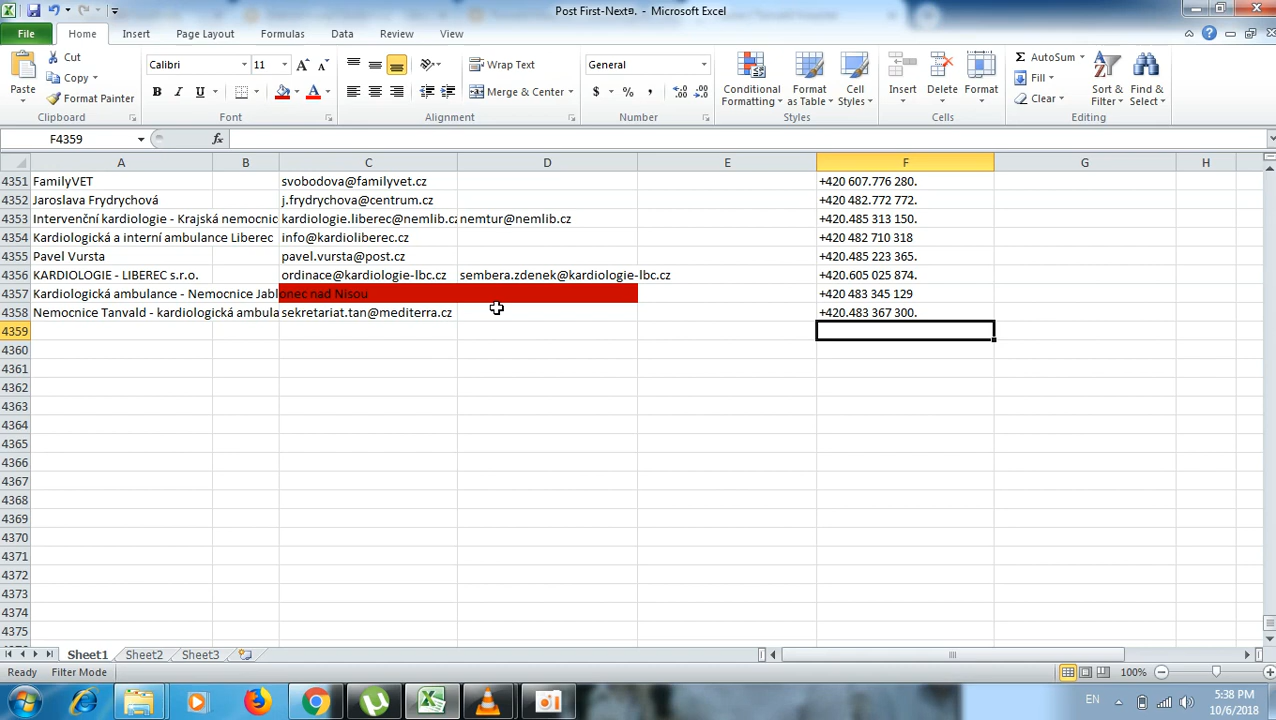 Post First-Next⁹. - Microsoft Excel
File Home Insert Page Layout Formulas Data Review View
Paste
Cut
Copy
Format Painter
Clipboard
Calibri 11
B I U
Font
Wrap Text
Merge & Center
Alignment
General
$ % ,
Number
Conditional Formatting
Format as Table
Cell Styles
Styles
Insert
Delete
Format
Cells
Σ AutoSum
Fill
Clear
Sort & Filter
Find & Select
Editing
F4359 fx
A B C D E F G H
4351 FamilyVET svobodova@familyvet.cz +420 607.776 280.
4352 Jaroslava Frydrychová j.frydrychova@centrum.cz +420 482.772 772.
4353 Intervenční kardiologie - Krajská nemocnic kardiologie.liberec@nemlib.cz nemtur@nemlib.cz +420.485 313 150.
4354 Kardiologická a interní ambulance Liberec info@kardioliberec.cz +420 482 710 318
4355 Pavel Vursta pavel.vursta@post.cz +420.485 223 365.
4356 KARDIOLOGIE - LIBEREC s.r.o. ordinace@kardiologie-lbc.cz sembera.zdenek@kardiologie-lbc.cz +420.605 025 874.
4357 Kardiologická ambulance - Nemocnice Jablonec nad Nisou +420 483 345 129
4358 Nemocnice Tanvald - kardiologická ambula sekretariat.tan@mediterra.cz +420.483 367 300.
4359
4360
4361
4362
4363
4364
4365
4366
4367
4368
4369
4370
4371
4372
4373
4374
4375
Sheet1 Sheet2 Sheet3
Ready Filter Mode 100%
EN 5:38 PM
10/6/2018